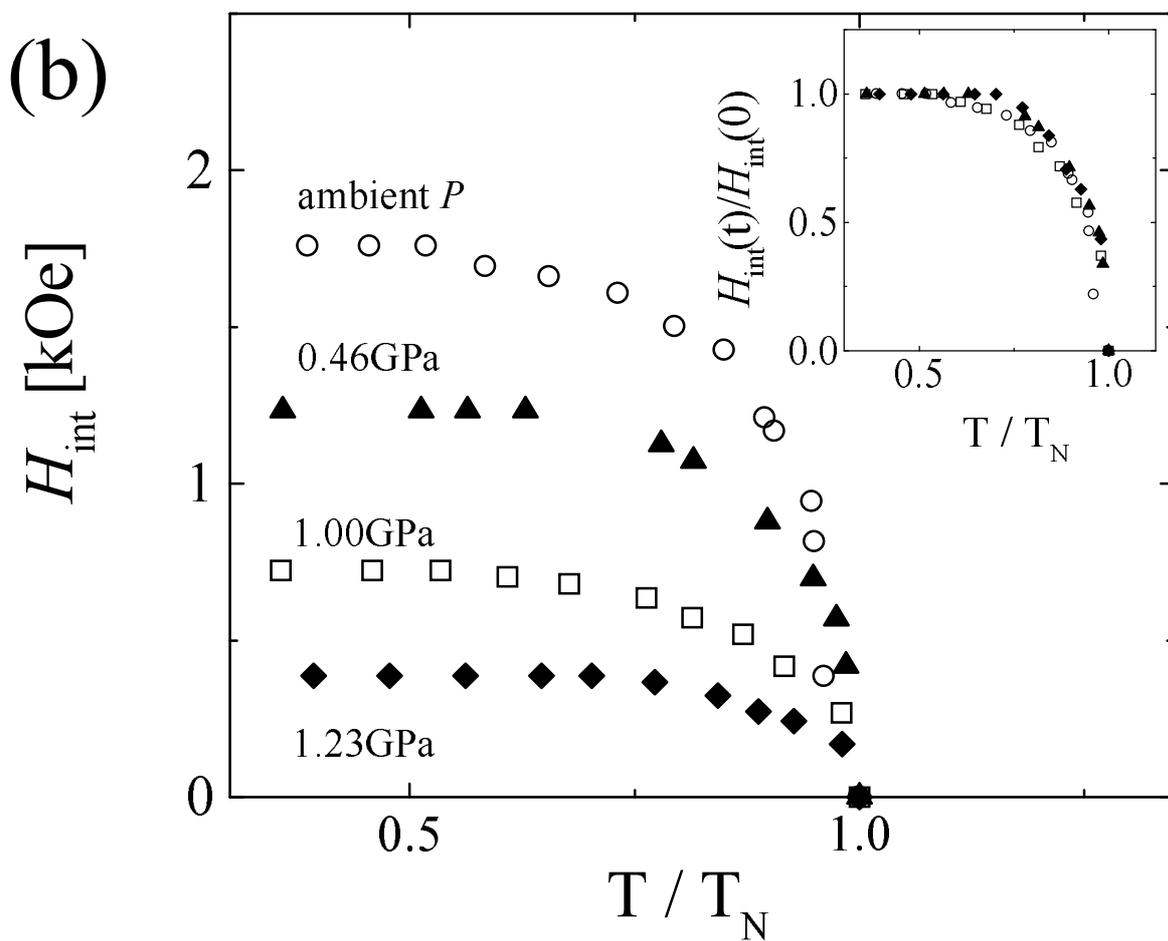 (b)
H_int [kOe]
2
1
0
0.5
1.0
T / T_N
ambient P
0.46GPa
1.00GPa
1.23GPa
H_int(t)/H_int(0)
1.0
0.5
0.0
0.5
1.0
T / T_N